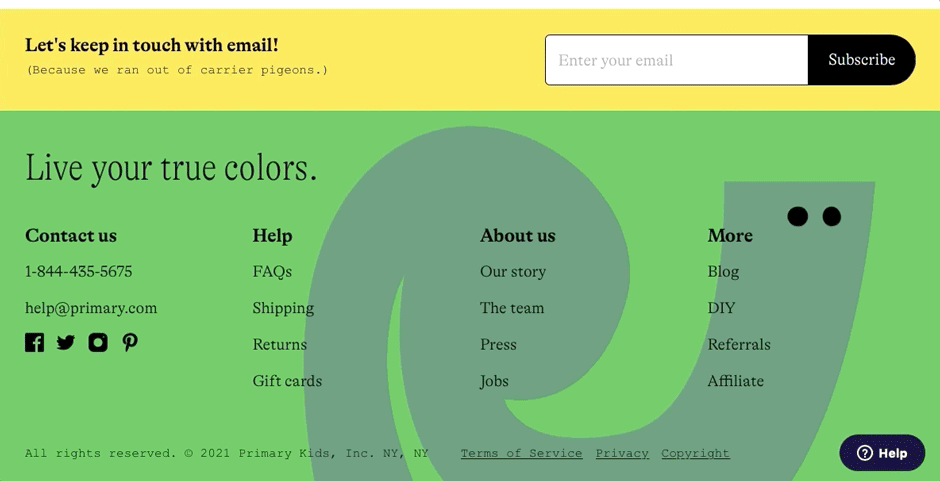 Let's keep in touch with email!
(Because we ran out of carrier pigeons.)
Enter your email
Subscribe
Live your true colors.
Contact us
1-844-435-5675
help@primary.com
Help
FAQs
Shipping
Returns
Gift cards
About us
Our story
The team
Press
Jobs
More
Blog
DIY
Referrals
Affiliate
All rights reserved. © 2021 Primary Kids, Inc. NY, NY
Terms of Service Privacy Copyright
Help